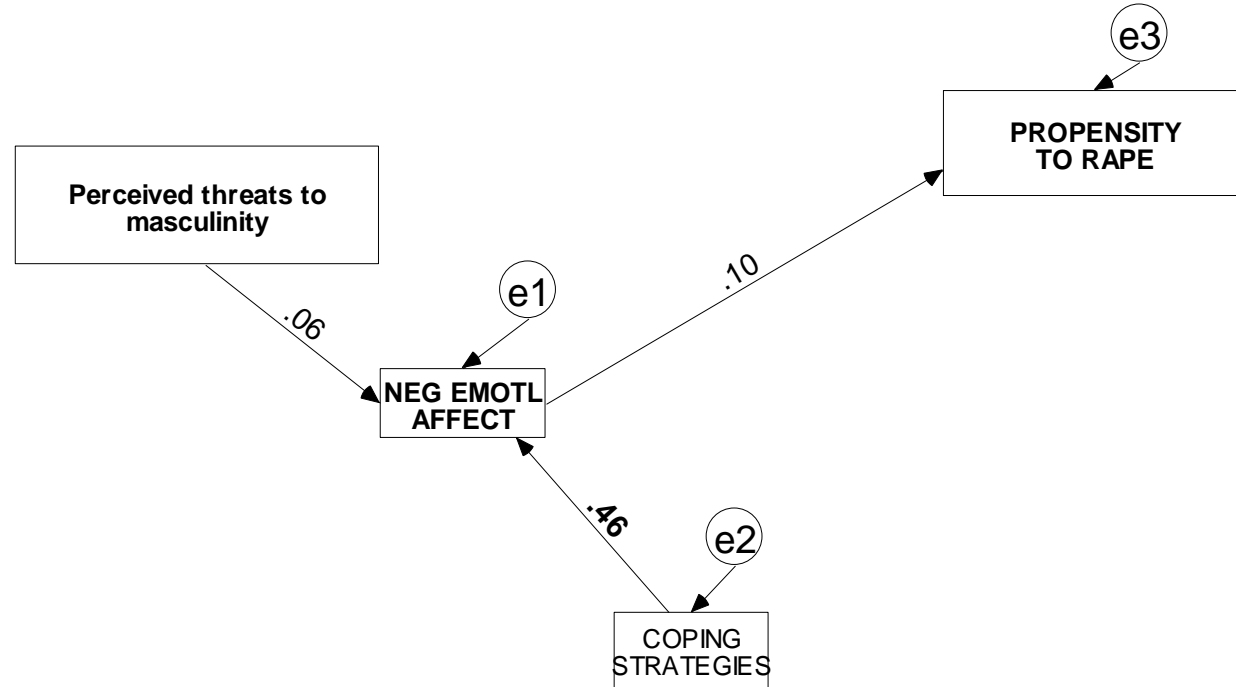 e3
PROPENSITY
TO RAPE
Perceived threats to
masculinity
.06
e1
.10
NEG EMOTL
AFFECT
.46
e2
COPING
STRATEGIES